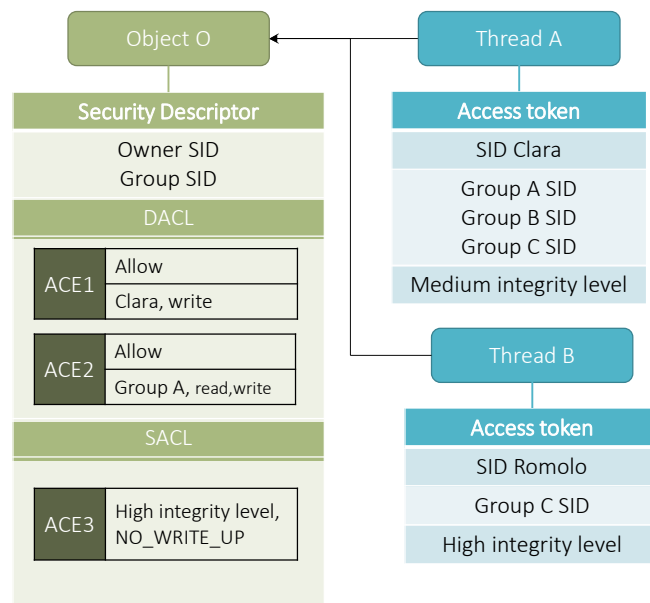 Object O
Security Descriptor
Owner SID
Group SID
DACL
ACE1
Allow
Clara, write
ACE2
Allow
Group A, read,write
SACL
ACE3
High integrity level,
NO_WRITE_UP
Thread A
Access token
SID Clara
Group A SID
Group B SID
Group C SID
Medium integrity level
Thread B
Access token
SID Romolo
Group C SID
High integrity level